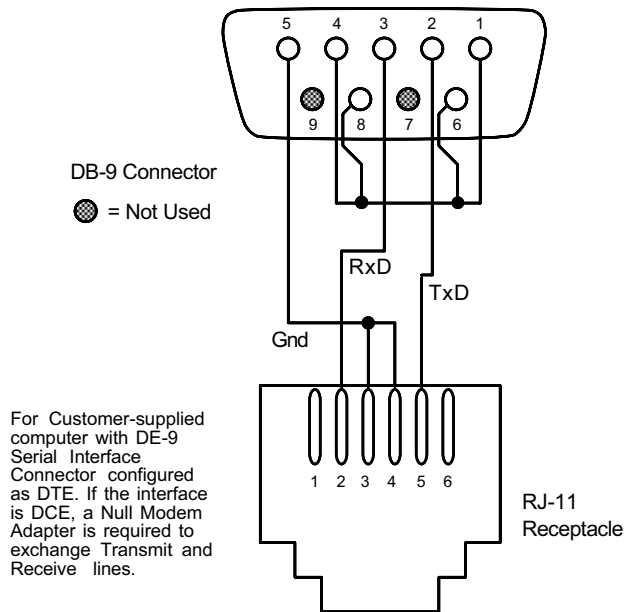 5 4 3 2 1
9 8 7 6
DB-9 Connector
= Not Used
RxD
TxD
Gnd
For Customer-supplied
computer with DE-9
Serial Interface
Connector configured
as DTE. If the interface
is DCE, a Null Modem
Adapter is required to
exchange Transmit and
Receive lines.
1 2 3 4 5 6
RJ-11
Receptacle